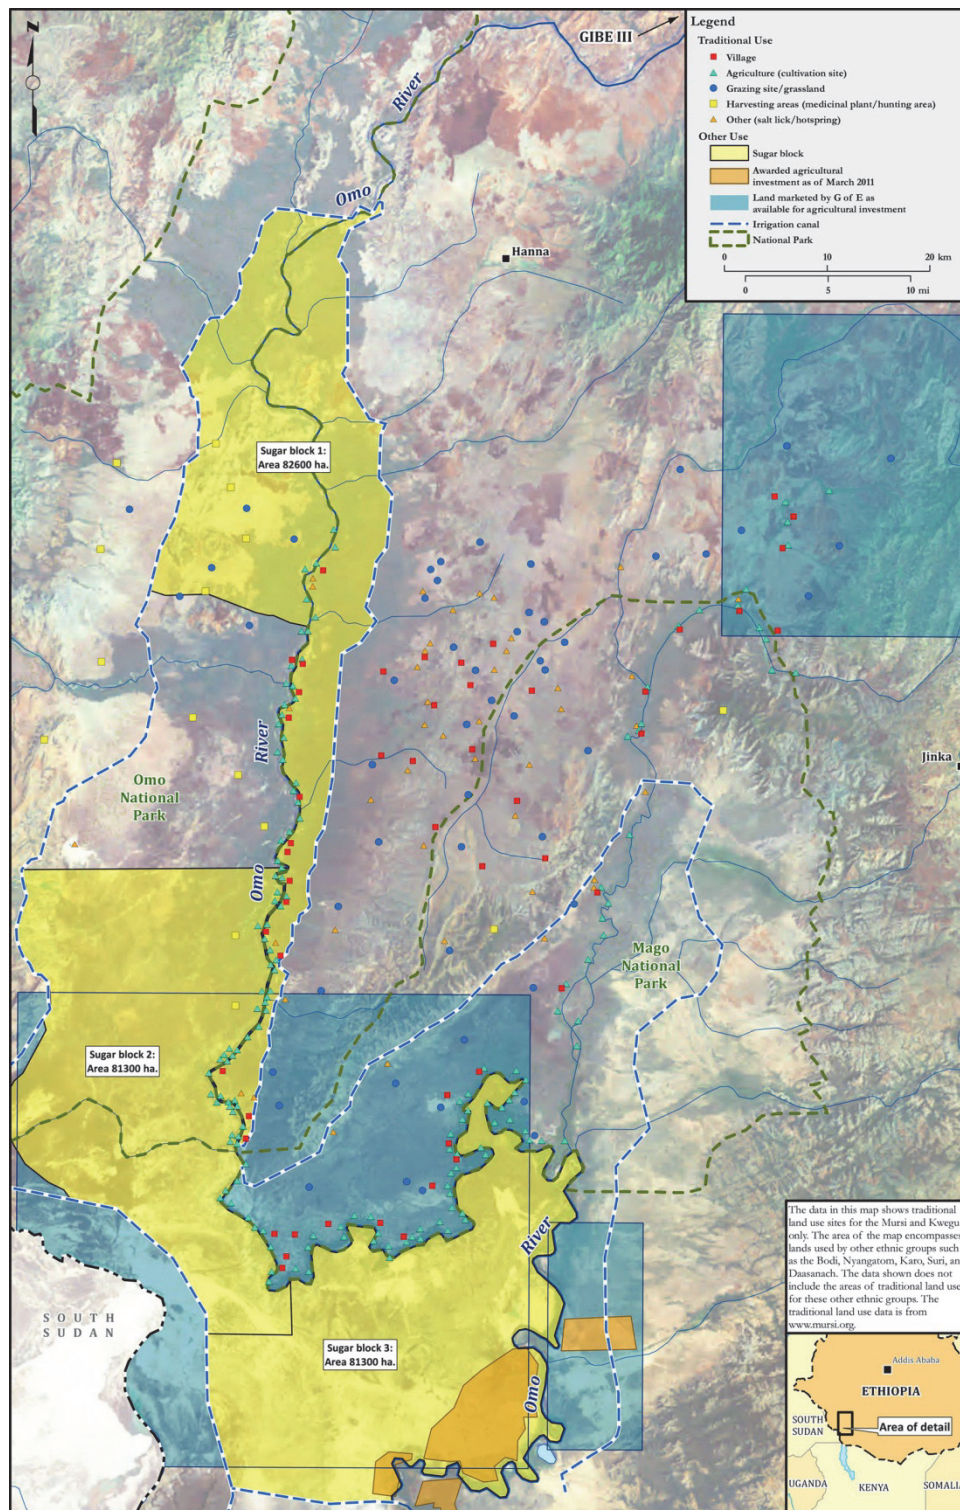 Legend
Traditional Use
Village
Agriculture (cultivation site)
Grazing site/grassland
Harvesting areas (medicinal plant/hunting area)
Other (salt lick/hotspring)
Other Use
Sugar block
Awarded agricultural
investment as of March 2011
Land marketed by G of E as
available for agricultural investment
Irrigation canal
National Park
0 10 20 km
0 5 10 mi
N
GIBE III
River
Omo
Hanna
Sugar block 1:
Area 82600 ha.
River
Omo
National
Park
Jinka
Omo
Mago
National
Park
Sugar block 2:
Area 81300 ha.
River
SOUTH
SUDAN
Sugar block 3:
Area 81300 ha.
Omo
The data in this map shows traditional
land use sites for the Mursi and Kwegu
only. The area of the map encompasses
lands used by other ethnic groups such
as the Bodi, Nyangatom, Karo, Suri, an
Daasanach. The data shown does not
include the areas of traditional land use
for these other ethnic groups. The
traditional land use data is from
www.mursi.org.
Addis Ababa
ETHIOPIA
SOUTH
SUDAN
Area of detail
UGANDA
KENYA
SOMALI